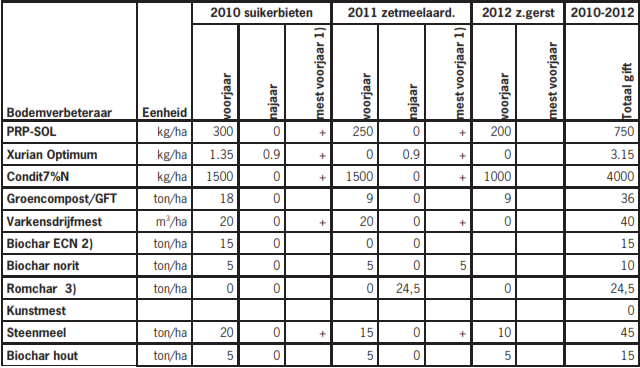 2010 suikerbieten 2011 zetmeelaard. 2012 z.gerst 2010-2012
Bodemverbeteraar Eenheid voorjaar najaar mest voorjaar 1) voorjaar najaar mest voorjaar 1) voorjaar mest voorjaar Totaal gift
PRP-SOL kg/ha 300 0 + 250 0 + 200 750
Xurian Optimum kg/ha 1.35 0.9 + 0 0.9 + 0 3.15
Condit7%N kg/ha 1500 0 + 1500 0 + 1000 4000
Groencompost/GFT ton/ha 18 0 9 0 9 36
Varkensdrijfmest m³/ha 20 0 + 20 0 + 0 40
Biochar ECN 2) ton/ha 15 0 0 0 15
Biochar norit ton/ha 5 0 5 0 5 10
Romchar 3) ton/ha 0 0 0 24,5 0 24,5
Kunstmest 0
Steenmeel ton/ha 20 0 + 15 0 + 10 45
Biochar hout ton/ha 5 0 5 0 5 15